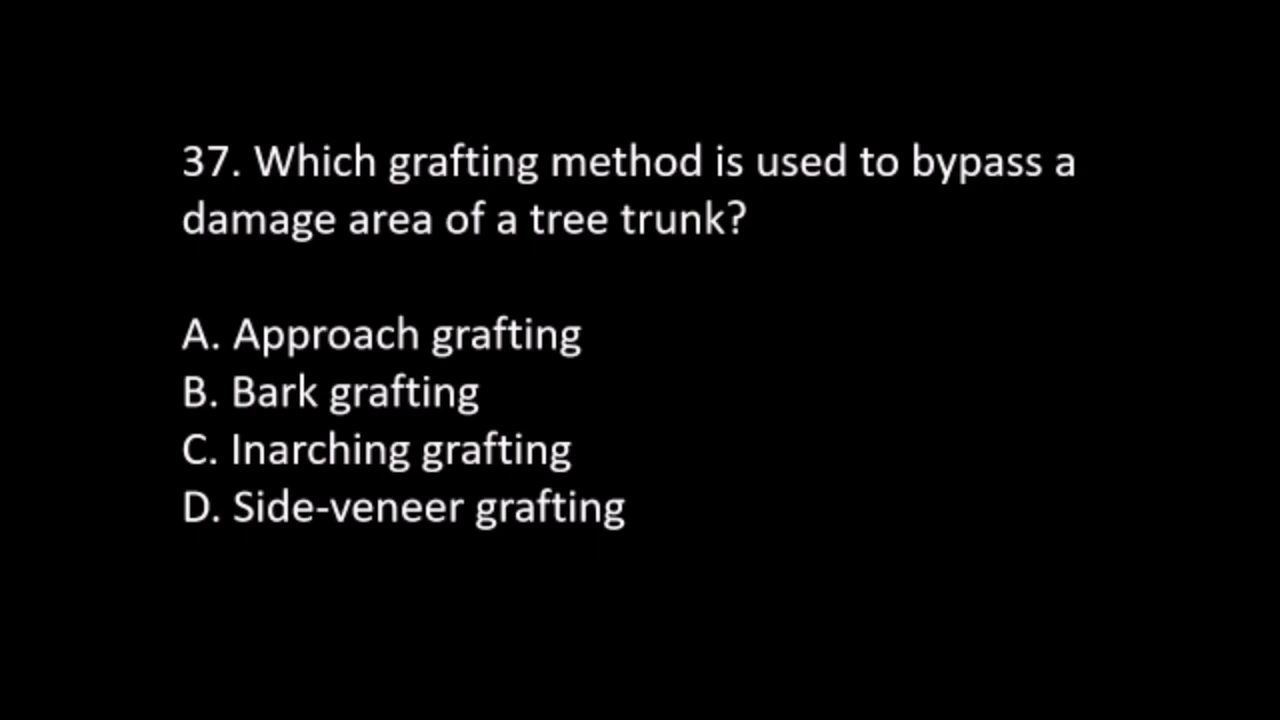 37. Which grafting method is used to bypass a
damage area of a tree trunk?
A. Approach grafting
B. Bark grafting
C. Inarching grafting
D. Side-veneer grafting